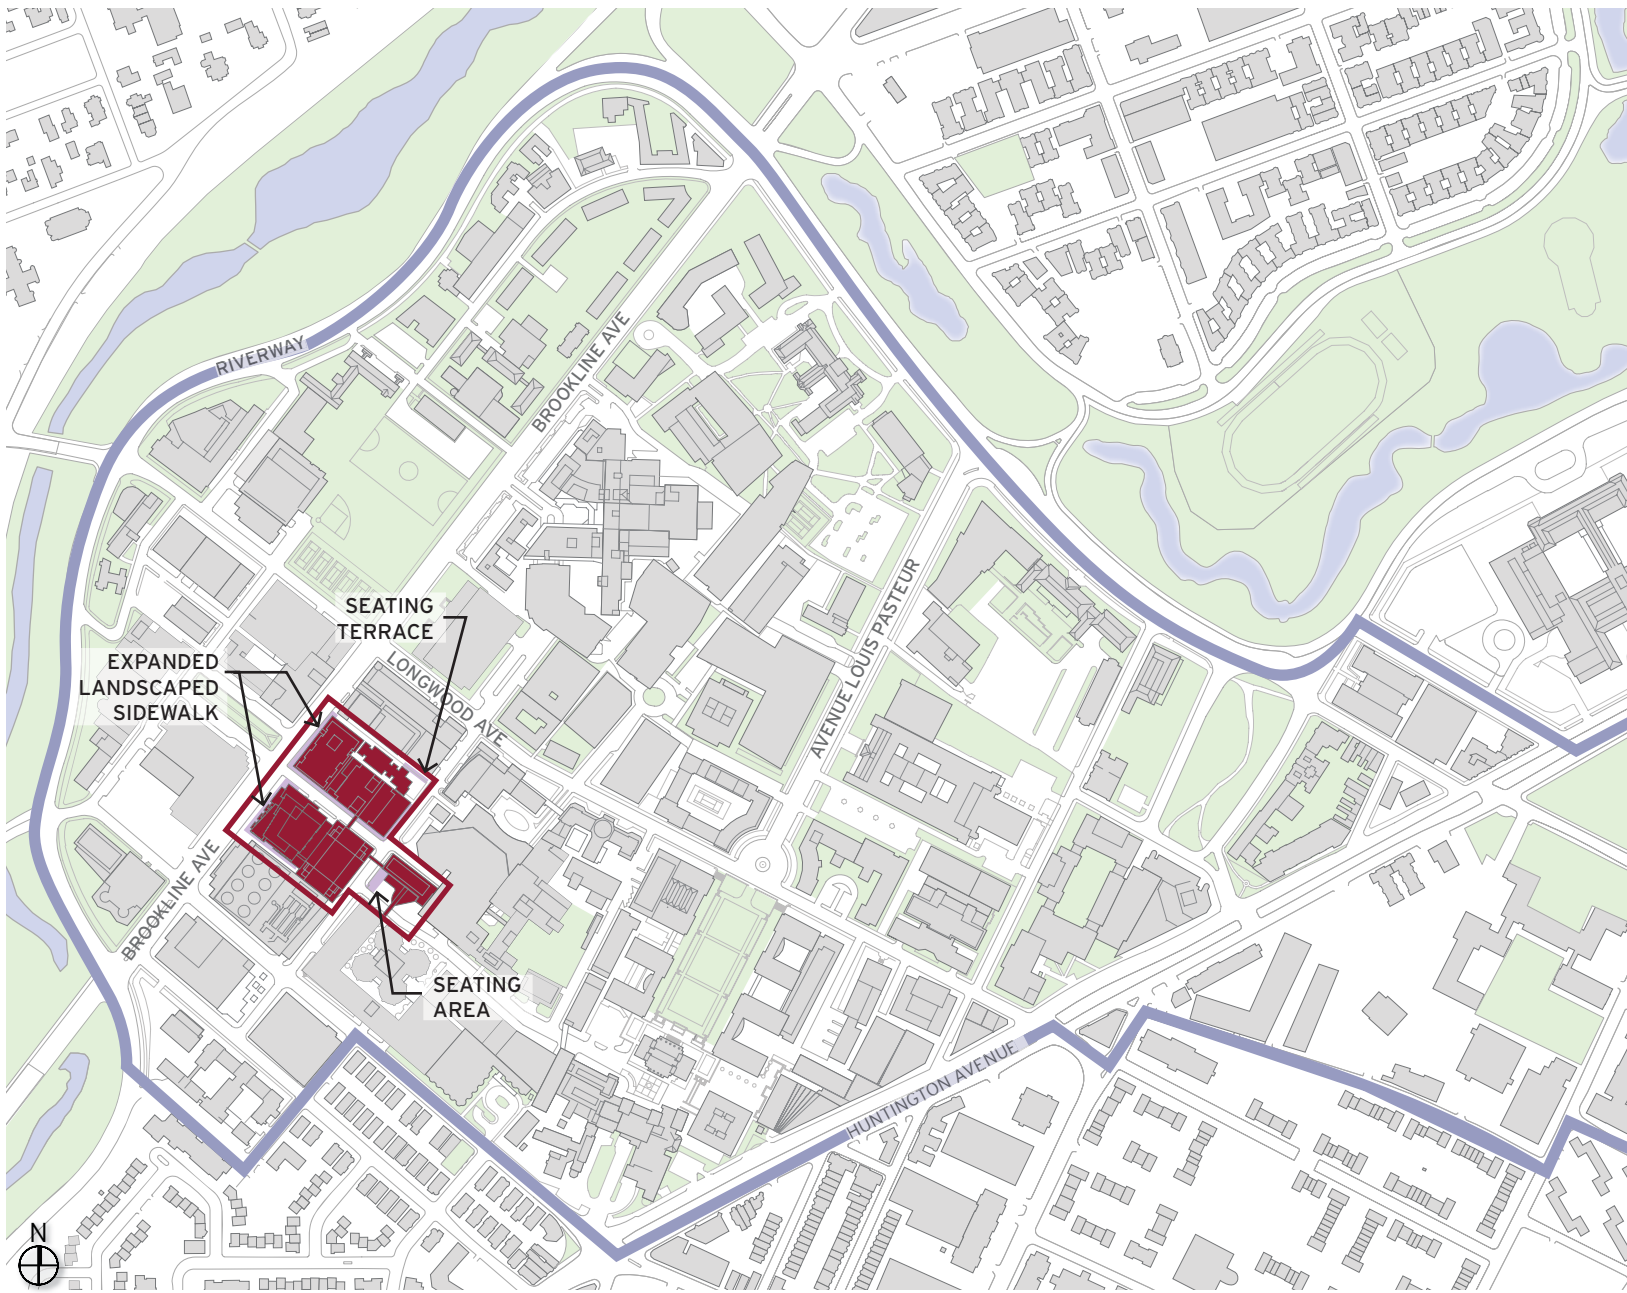 RIVERWAY
BROOKLINE AVE
SEATING
TERRACE
EXPANDED
LANDSCAPED
SIDEWALK
LONGWOOD AVE
AVENUE LOUIS PASTEUR
BROOKLINE AVE
SEATING
AREA
HUNTINGTON AVENUE
N